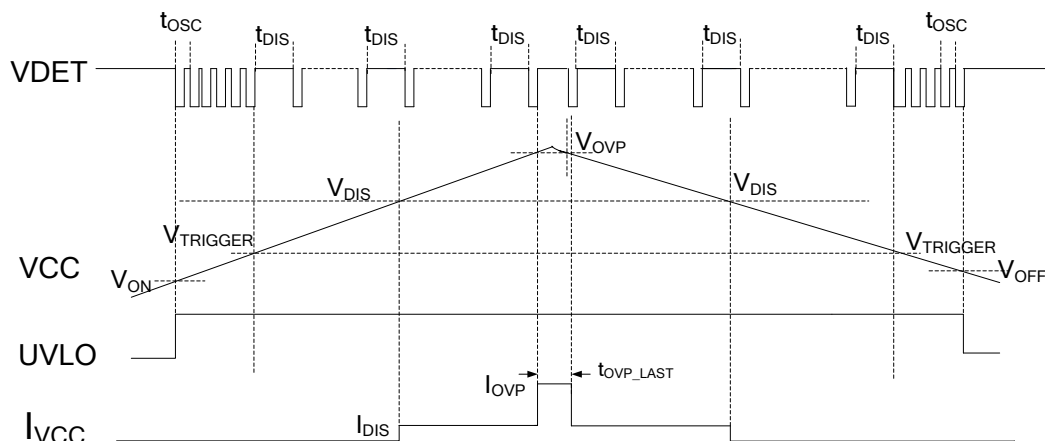 tOSC tDIS tDIS tDIS tDIS tDIS tDIS tOSC
VDET
VOVP
VDIS VDIS
VTRIGGER VTRIGGER
VCC
VON VOFF
UVLO
IOVP tOVP_LAST
IVCC IDIS